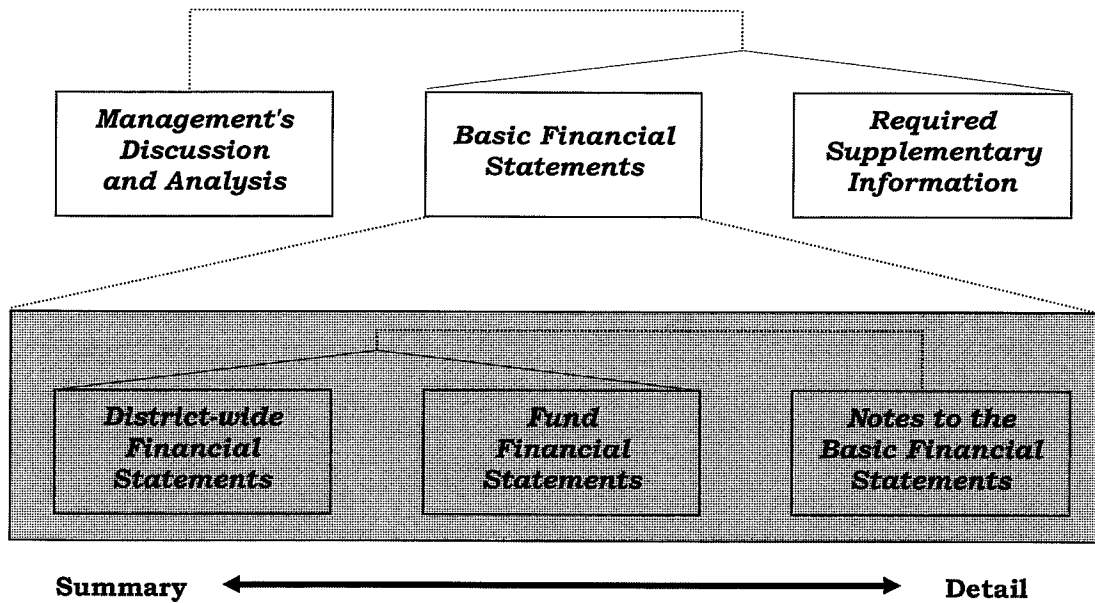 Management's
Discussion
and Analysis
Basic Financial
Statements
Required
Supplementary
Information
District-wide
Financial
Statements
Fund
Financial
Statements
Notes to the
Basic Financial
Statements
Summary
Detail